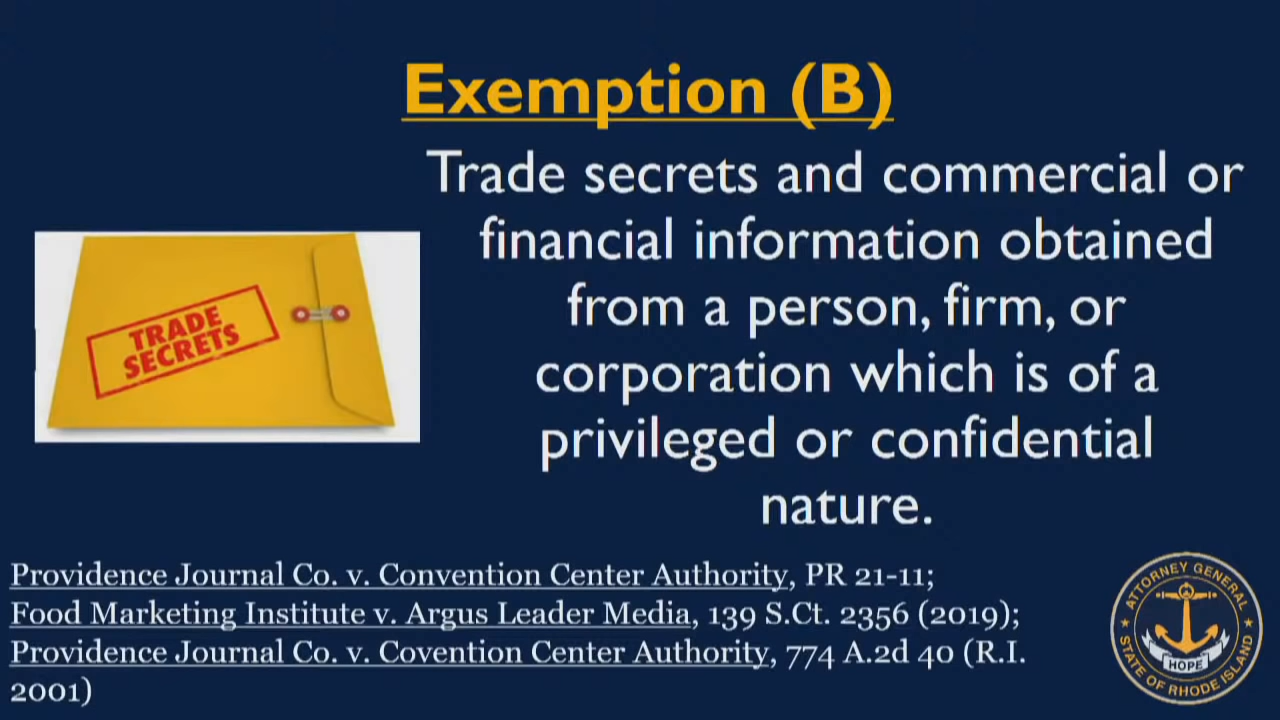 Exemption (B)
Trade secrets and commercial or
financial information obtained
from a person, firm, or
corporation which is of a
privileged or confidential
nature.
TRADE
SECRETS
Providence Journal Co. v. Convention Center Authority, PR 21-11;
Food Marketing Institute v. Argus Leader Media, 139 S.Ct. 2356 (2019);
Providence Journal Co. v. Covention Center Authority, 774 A.2d 40 (R.I.
2001)
ATTORNEY GENERAL
HOPE
STATE OF RHODE ISLAND